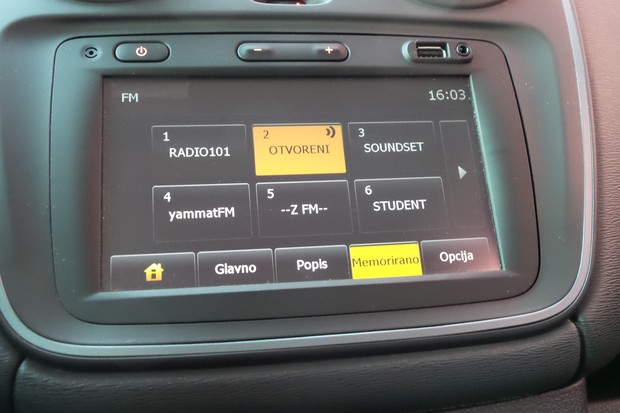 - +
FM 16:03
1 RADIO101
2 OTVORENI
3 SOUNDSET
4 yammatFM
5 --Z FM--
6 STUDENT
Glavno Popis Memorirano Opcija